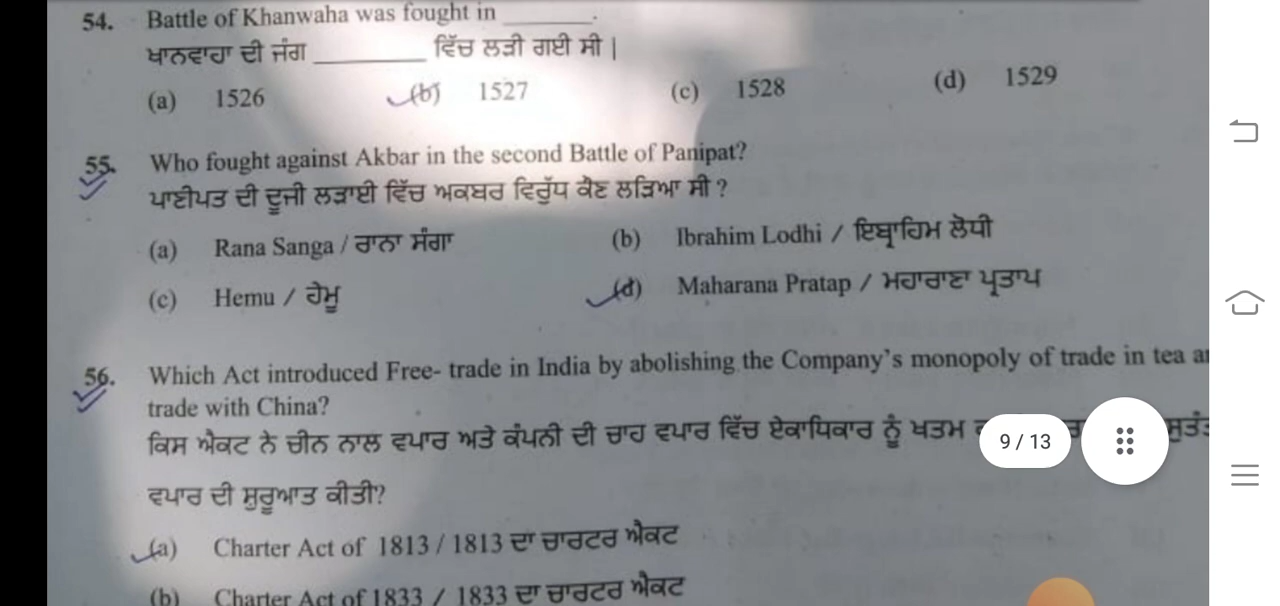 54. Battle of Khanwaha was fought in ________.
ਖਾਨਵਾਹਾ ਦੀ ਜੰਗ ________ ਵਿੱਚ ਲੜੀ ਗਈ ਸੀ |
(a) 1526 (b) 1527 (c) 1528 (d) 1529
55. Who fought against Akbar in the second Battle of Panipat?
ਪਾਣੀਪਤ ਦੀ ਦੂਜੀ ਲੜਾਈ ਵਿੱਚ ਅਕਬਰ ਵਿਰੁੱਧ ਕੌਣ ਲੜਿਆ ਸੀ ?
(a) Rana Sanga / ਰਾਨਾ ਸੰਗਾ (b) Ibrahim Lodhi / ਇਬ੍ਰਾਹਿਮ ਲੋਧੀ
(c) Hemu / ਹੇਮੂ (d) Maharana Pratap / ਮਹਾਰਾਣਾ ਪ੍ਰਤਾਪ
56. Which Act introduced Free- trade in India by abolishing the Company's monopoly of trade in tea
trade with China?
ਕਿਸ ਐਕਟ ਨੇ ਚੀਨ ਨਾਲ ਵਪਾਰ ਅਤੇ ਕੰਪਨੀ ਦੀ ਚਾਹ ਵਪਾਰ ਵਿੱਚ ਏਕਾਧਿਕਾਰ ਨੂੰ ਖਤਮ
9 / 13
ਵਪਾਰ ਦੀ ਸ਼ੁਰੂਆਤ ਕੀਤੀ?
(a) Charter Act of 1813 / 1813 ਦਾ ਚਾਰਟਰ ਐਕਟ
(b) Charter Act of 1833 / 1833 ਦਾ ਚਾਰਟਰ ਐਕਟ